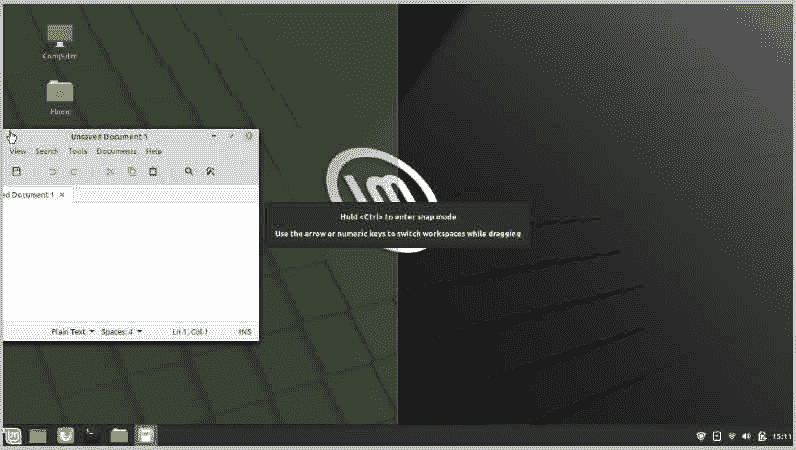 Computer
Home
Unsaved Document 1
View Search Tools Documents Help
ed Document 1 ×
Hold <Ctrl> to enter snap mode
Use the arrow or numeric keys to switch workspaces while dragging
Plain Text Spaces: 4 Ln 1, Col 1 INS
15:11